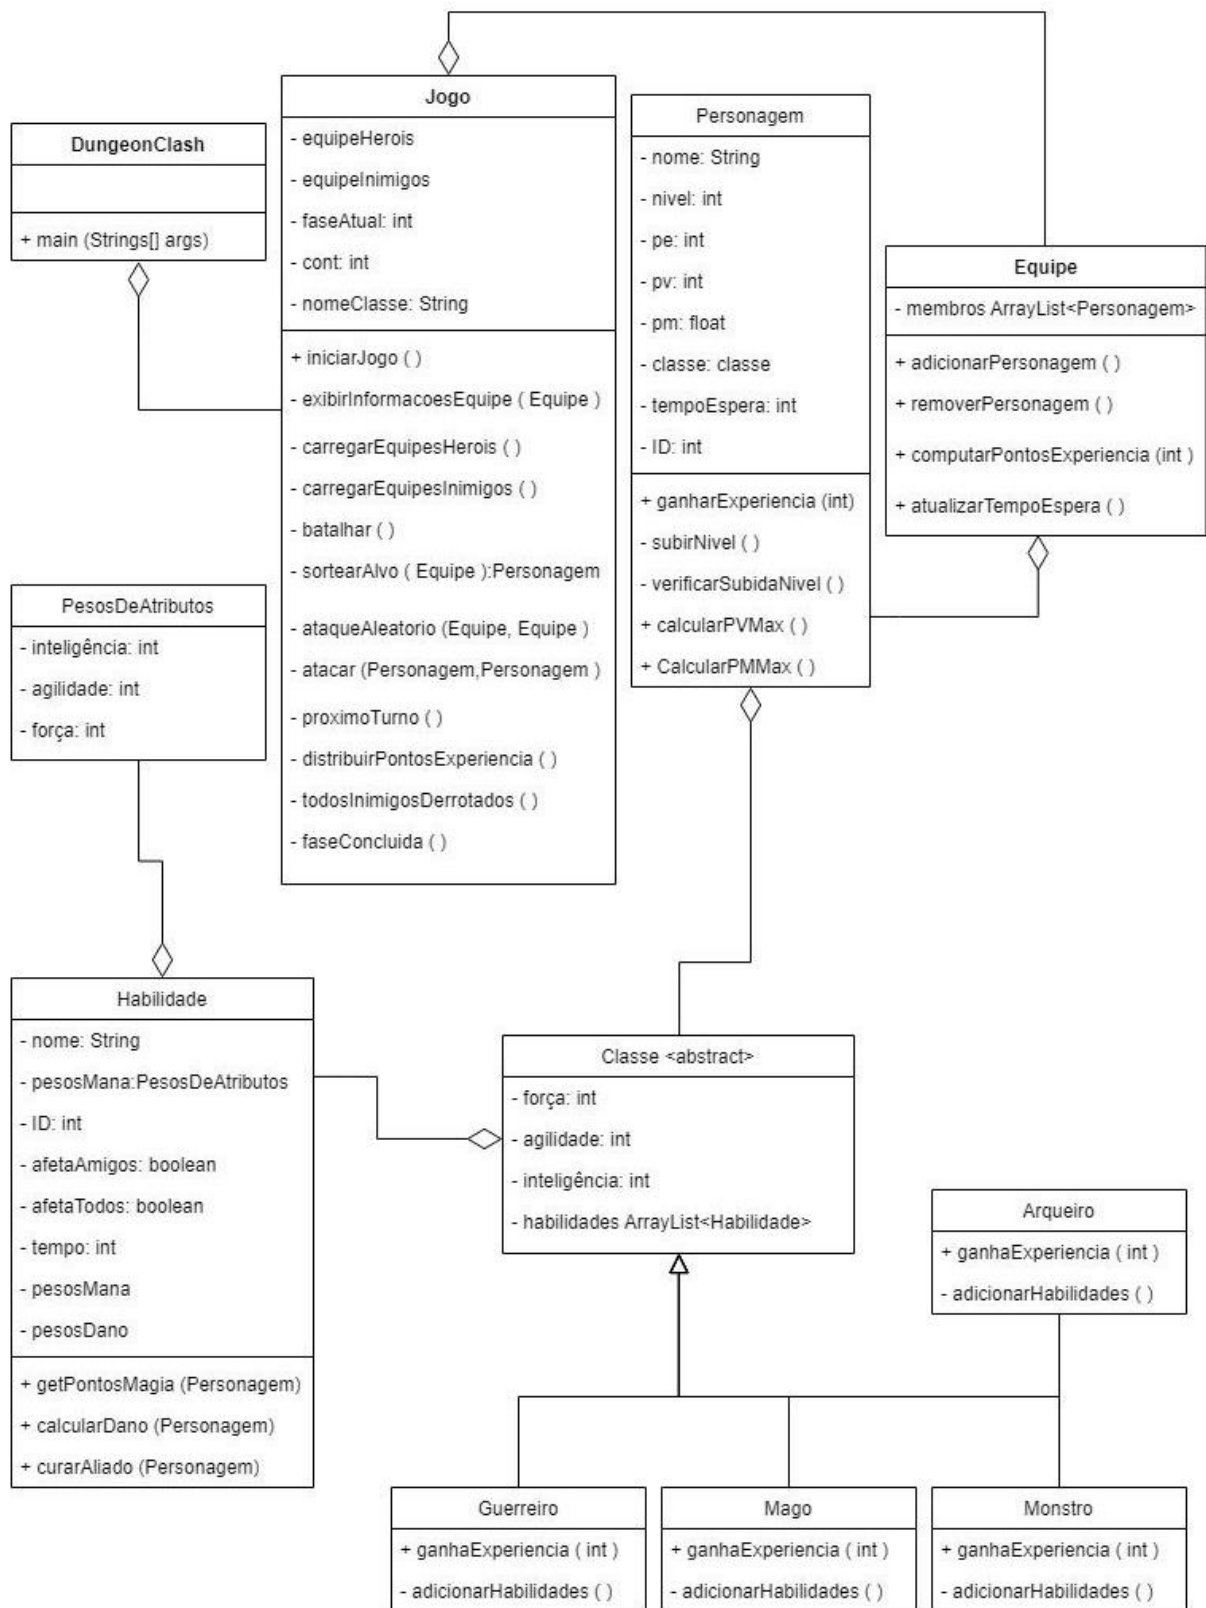 Jogo
- equipeHerois
- equipeInimigos
- faseAtual: int
- cont: int
- nomeClasse: String
+ iniciarJogo ( )
- exibirInformacoesEquipe ( Equipe )
- carregarEquipesHerois ( )
- carregarEquipesInimigos ( )
- batalhar ( )
- sortearAlvo ( Equipe ):Personagem
- ataqueAleatorio (Equipe, Equipe )
- atacar (Personagem,Personagem )
- proximoTurno ( )
- distribuirPontosExperiencia ( )
- todosInimigosDerrotados ( )
- faseConcluida ( )
DungeonClash
+ main (Strings[] args)
Personagem
- nome: String
- nivel: int
- pe: int
- pv: int
- pm: float
- classe: classe
- tempoEspera: int
- ID: int
+ ganharExperiencia (int)
- subirNivel ( )
- verificarSubidaNivel ( )
+ calcularPVMax ( )
+ CalcularPMMax ( )
Equipe
- membros ArrayList<Personagem>
+ adicionarPersonagem ( )
+ removerPersonagem ( )
+ computarPontosExperiencia (int )
+ atualizarTempoEspera ( )
PesosDeAtributos
- inteligência: int
- agilidade: int
- força: int
Habilidade
- nome: String
- pesosMana:PesosDeAtributos
- ID: int
- afetaAmigos: boolean
- afetaTodos: boolean
- tempo: int
- pesosMana
- pesosDano
+ getPontosMagia (Personagem)
+ calcularDano (Personagem)
+ curarAliado (Personagem)
Classe <abstract>
- força: int
- agilidade: int
- inteligência: int
- habilidades ArrayList<Habilidade>
Arqueiro
+ ganhaExperiencia ( int )
- adicionarHabilidades ( )
Guerreiro
+ ganhaExperiencia ( int )
- adicionarHabilidades ( )
Mago
+ ganhaExperiencia ( int )
- adicionarHabilidades ( )
Monstro
+ ganhaExperiencia ( int )
- adicionarHabilidades ( )